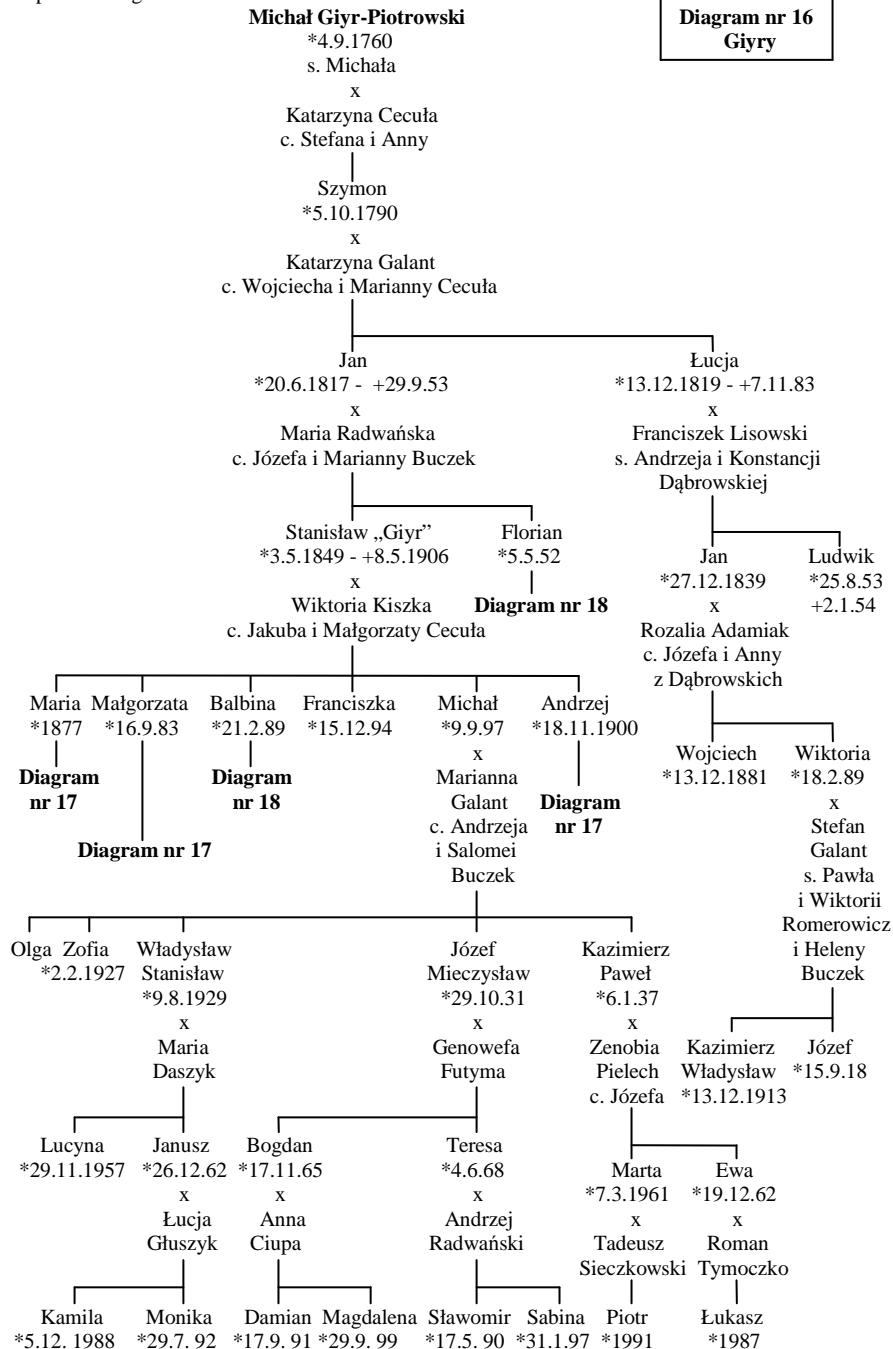 Michał Giyr-Piotrowski
*4.9.1760
s. Michała
x
Katarzyna Cecuła
c. Stefana i Anny
Diagram nr 16
Giyry
Szymon
*5.10.1790
x
Katarzyna Galant
c. Wojciecha i Marianny Cecuła
Jan
*20.6.1817 - +29.9.53
x
Maria Radwańska
c. Józefa i Marianny Buczek
Łucja
*13.12.1819 - +7.11.83
x
Franciszek Lisowski
s. Andrzeja i Konstancji
Dąbrowskiej
Stanisław „Giyr”
*3.5.1849 - +8.5.1906
x
Wiktoria Kiszka
c. Jakuba i Małgorzaty Cecuła
Florian
*5.5.52
Diagram nr 18
Jan
*27.12.1839
x
Rozalia Adamiak
c. Józefa i Anny
z Dąbrowskich
Ludwik
*25.8.53
+2.1.54
Maria
*1877
Diagram
nr 17
Małgorzata
*16.9.83
Diagram nr 17
Balbina
*21.2.89
Diagram
nr 18
Franciszka
*15.12.94
Michał
*9.9.97
x
Marianna
Galant
c. Andrzeja
i Salomei
Buczek
Andrzej
*18.11.1900
Diagram
nr 17
Wojciech
*13.12.1881
Wiktoria
*18.2.89
x
Stefan
Galant
s. Pawła
i Wiktorii
Romerowicz
i Heleny
Buczek
Olga
Zofia
*2.2.1927
Władysław
Stanisław
*9.8.1929
x
Maria
Daszyk
Józef
Mieczysław
*29.10.31
x
Genowefa
Futyma
Kazimierz
Paweł
*6.1.37
x
Zenobia
Pielech
c. Józefa
Kazimierz
Władysław
*13.12.1913
Józef
*15.9.18
Lucyna
*29.11.1957
Janusz
*26.12.62
x
Łucja
Głuszyk
Bogdan
*17.11.65
x
Anna
Ciupa
Teresa
*4.6.68
x
Andrzej
Radwański
Marta
*7.3.1961
x
Tadeusz
Sieczkowski
Ewa
*19.12.62
x
Roman
Tymoczko
Kamila
*5.12. 1988
Monika
*29.7. 92
Damian
*17.9. 91
Magdalena
*29.9. 99
Sławomir
*17.5. 90
Sabina
*31.1.97
Piotr
*1991
Łukasz
*1987